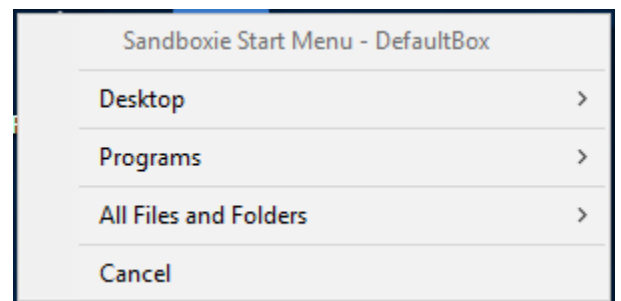 Sandboxie Start Menu - DefaultBox
Desktop
Programs
All Files and Folders
Cancel